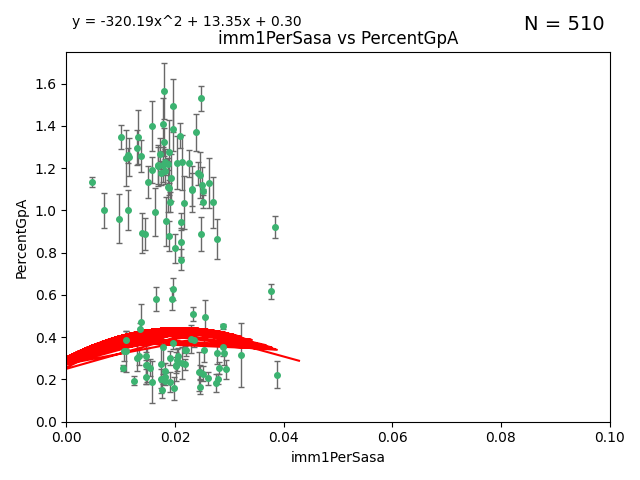 y = -320.19x^2 + 13.35x + 0.30
N = 510
imm1PerSasa vs PercentGpA
PercentGpA
1.6
1.4
1.2
1.0
0.8
0.6
0.4
0.2
0.0
0.00 0.02 0.04 0.06 0.08 0.10
imm1PerSasa